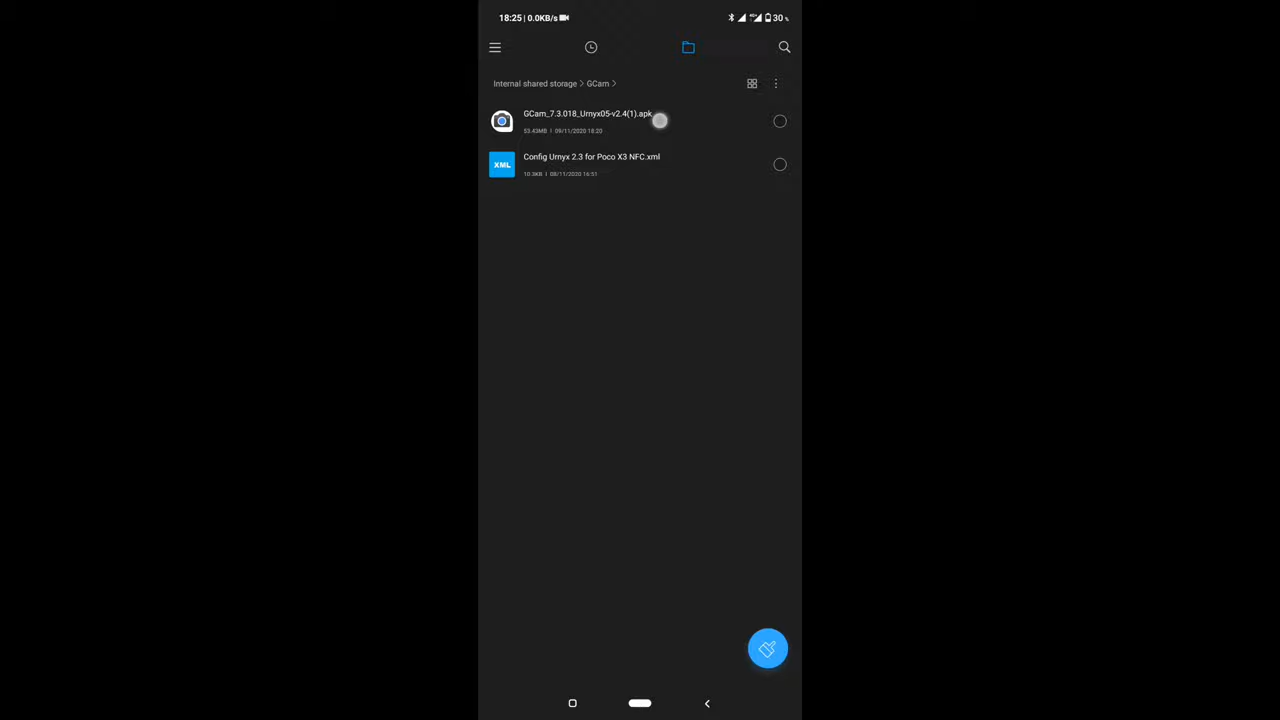 18:25 | 0.0KB/s
4G
30 %
Internal shared storage > GCam >
GCam_7.3.018_Urnyx05-v2.4(1).apk
53.43MB | 09/11/2020 18:20
XML
Config Urnyx 2.3 for Poco X3 NFC.xml
10.3KB | 08/11/2020 16:51